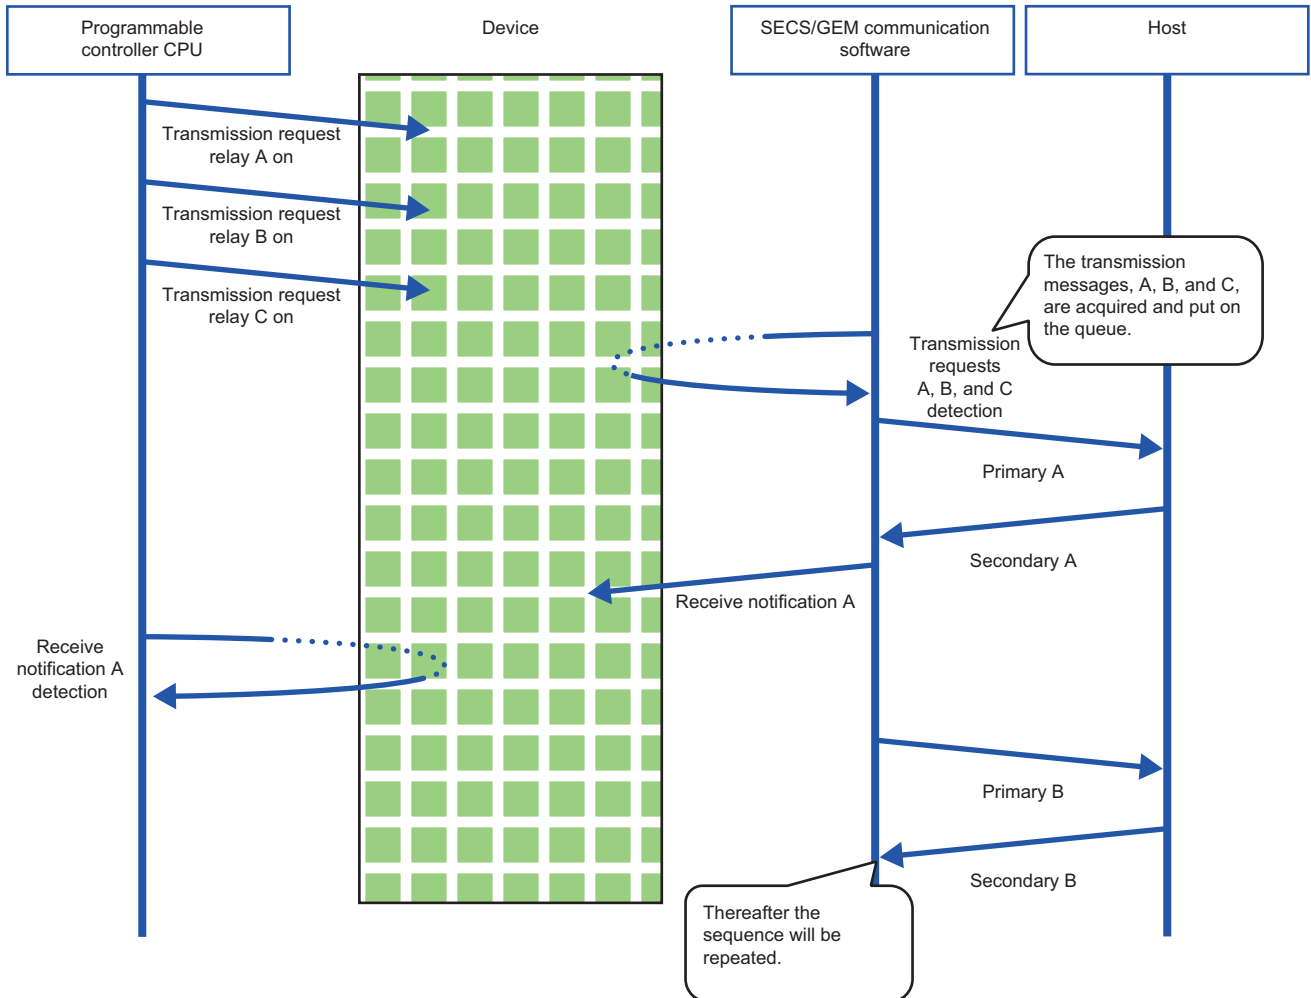 Programmable
controller CPU
Device
SECS/GEM communication
software
Host
Transmission request
relay A on
Transmission request
relay B on
Transmission request
relay C on
The transmission
messages, A, B, and C,
are acquired and put on
the queue.
Transmission
requests
A, B, and C
detection
Primary A
Secondary A
Receive notification A
Receive
notification A
detection
Primary B
Secondary B
Thereafter the
sequence will be
repeated.